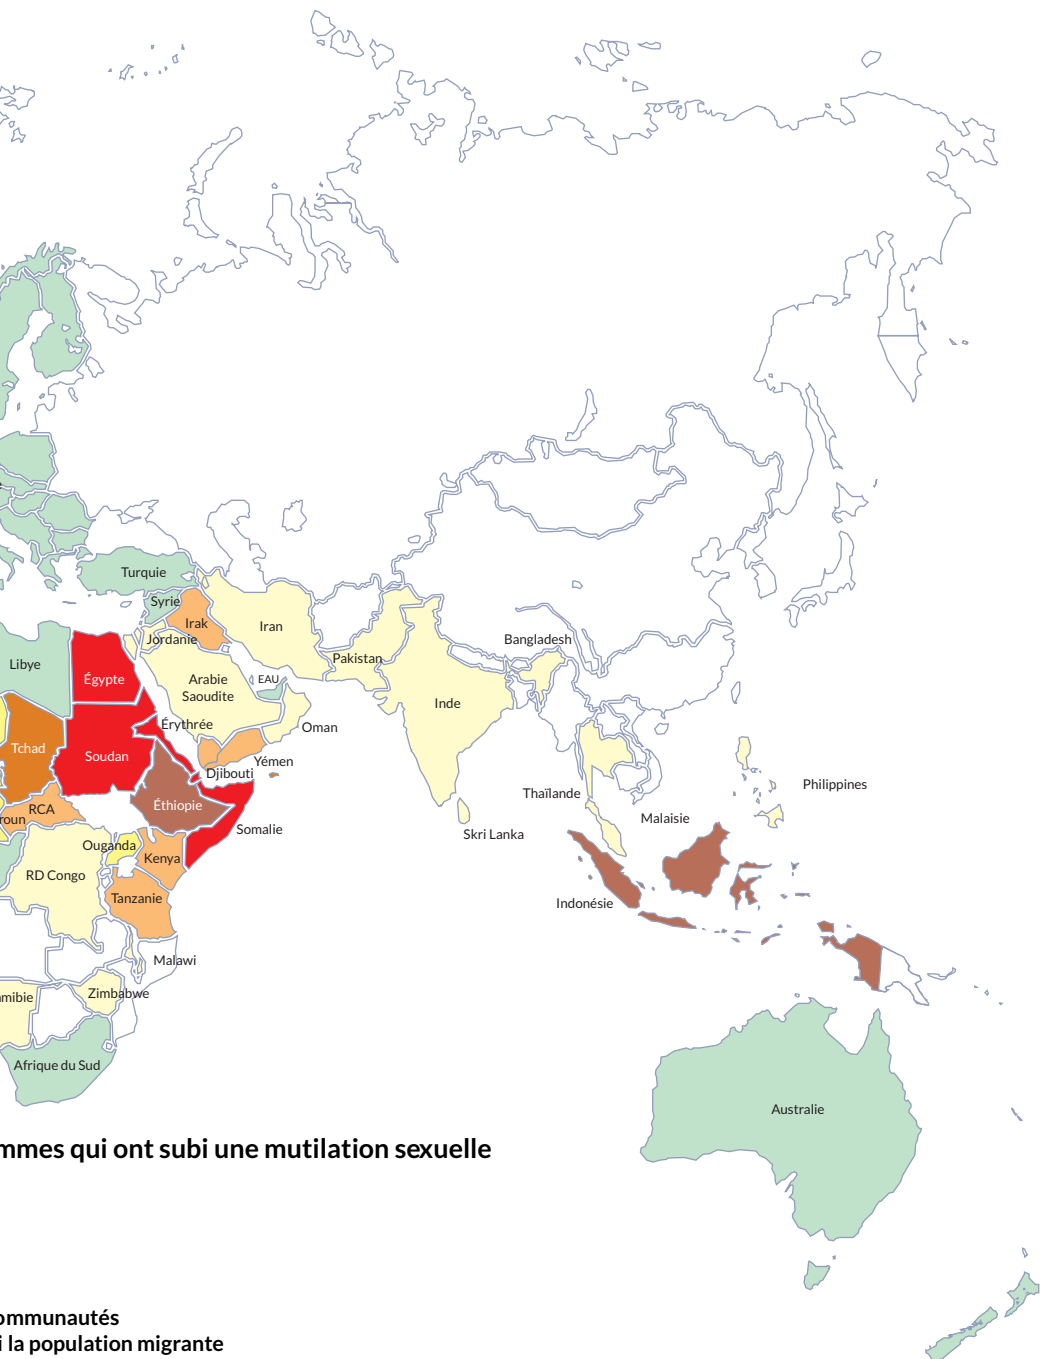 Turquie
Syrie
Irak
Iran
Jordanie
Bangladesh
Pakistan
Libye
Égypte
Arabie
Saoudite
EAU
Inde
Érythrée
Oman
Tchad
Soudan
Yémen
Djibouti
Philippines
Thaïlande
Éthiopie
RCA
roun
Malaisie
Somalie
Skri Lanka
Ouganda
Kenya
RD Congo
Tanzanie
Indonésie
Malawi
Zimbabwe
mibie
Afrique du Sud
Australie
mmes qui ont subi une mutilation sexuelle
ommunautés
i la population migrante